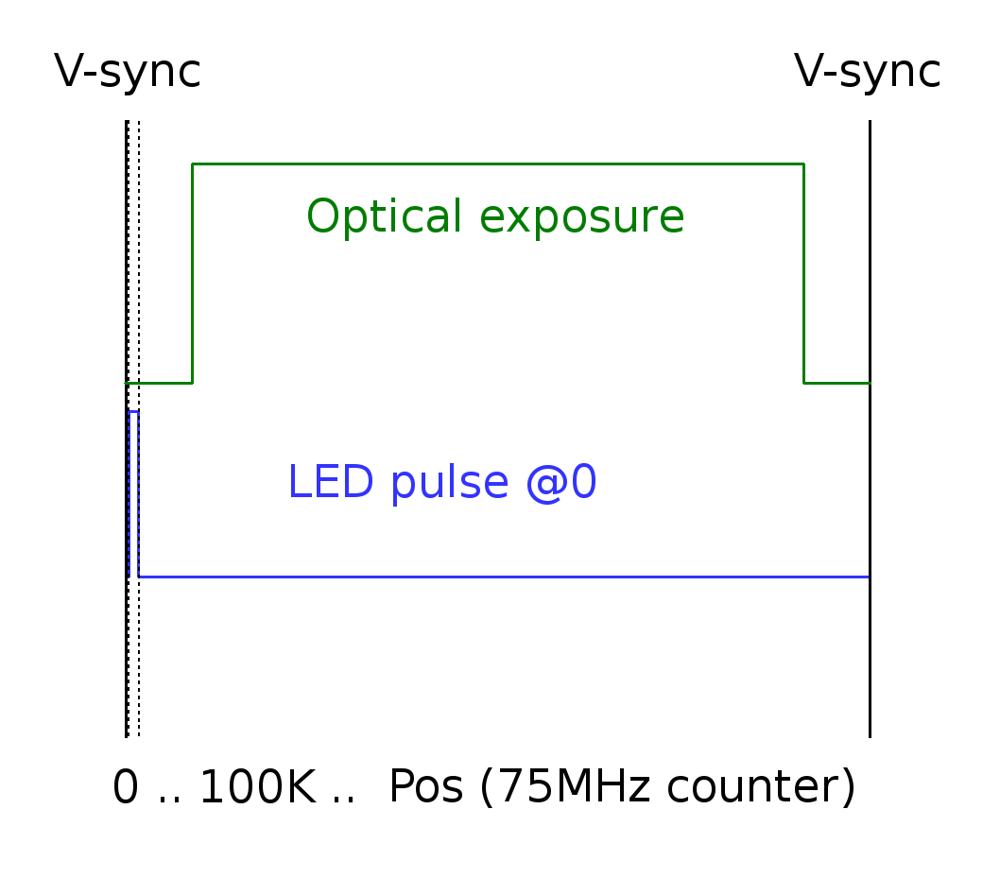 V-sync V-sync
Optical exposure
LED pulse @0
0 .. 100K .. Pos (75MHz counter)